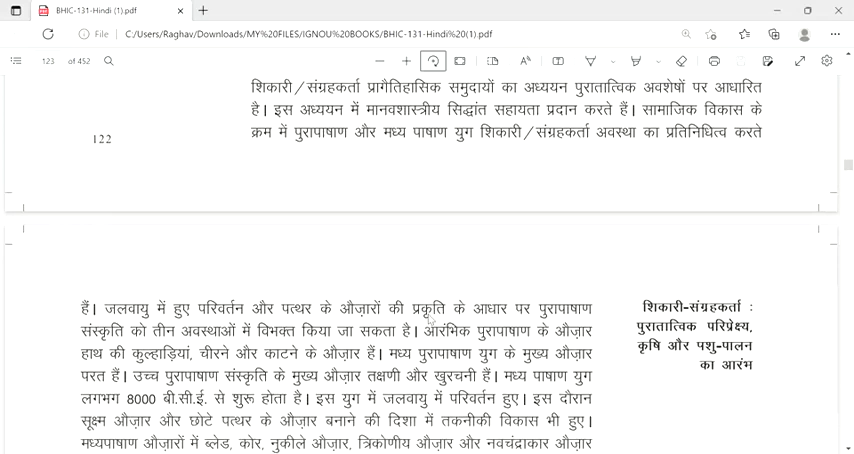 BHIC-131-Hindi (1).pdf
File
C:/Users/Raghav/Downloads/MY%20FILES/IGNOU%20BOOKS/BHIC-131-Hindi%20(1).pdf
123 of 452
शिकारी/संग्रहकर्ता प्रागैतिहासिक समुदायों का अध्ययन पुरातात्विक अवशेषों पर आधारित
है। इस अध्ययन में मानवशास्त्रीय सिद्धांत सहायता प्रदान करते हैं। सामाजिक विकास के
क्रम में पुरापाषाण और मध्य पाषाण युग शिकारी/संग्रहकर्ता अवस्था का प्रतिनिधित्व करते
122
हैं। जलवायु में हुए परिवर्तन और पत्थर के औज़ारों की प्रकृति के आधार पर पुरापाषाण
संस्कृति को तीन अवस्थाओं में विभक्त किया जा सकता है। आरंभिक पुरापाषाण के औज़ार
हाथ की कुल्हाड़ियां, चीरने और काटने के औज़ार हैं। मध्य पुरापाषाण युग के मुख्य औज़ार
परत हैं। उच्च पुरापाषाण संस्कृति के मुख्य औज़ार तक्षणी और खुरचनी हैं। मध्य पाषाण युग
लगभग 8000 बी.सी.ई. से शुरू होता है। इस युग में जलवायु में परिवर्तन हुए। इस दौरान
सूक्ष्म औज़ार और छोटे पत्थर के औज़ार बनाने की दिशा में तकनीकी विकास भी हुए।
मध्यपाषाण औज़ारों में ब्लेड, कोर, नुकीले औज़ार, त्रिकोणीय औज़ार और नवचंद्राकार औज़ार
शिकारी-संग्रहकर्ता :
पुरातात्विक परिप्रेक्ष्य,
कृषि और पशु-पालन
का आरंभ